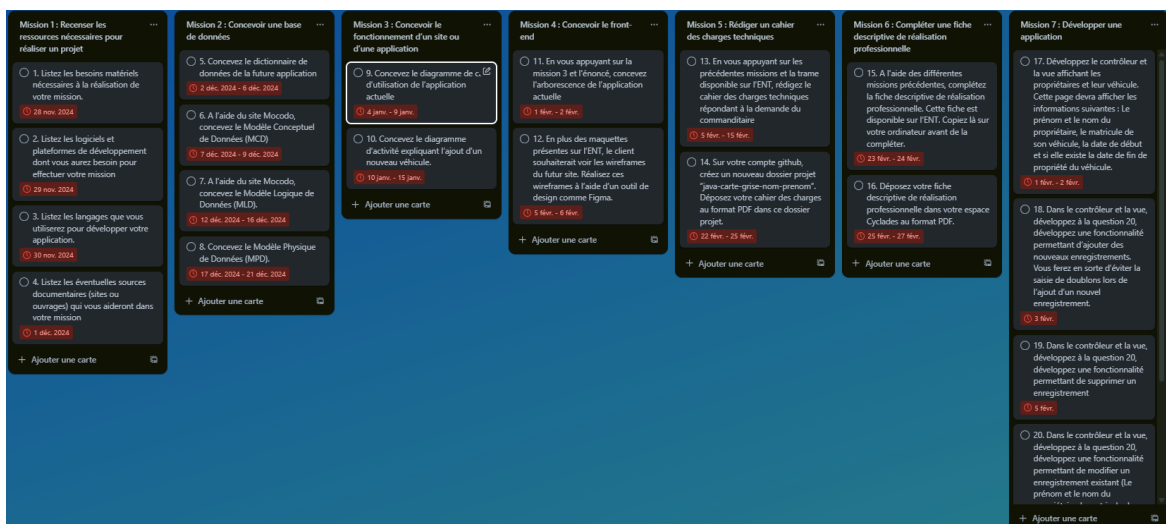 Mission 1 : Recenser les
ressources nécessaires pour
réaliser un projet
1. Listez les besoins matériels
nécessaires à la réalisation de
votre mission.
28 nov. 2024
2. Listez les logiciels et
plateformes de développement
dont vous aurez besoin pour
effectuer votre mission
29 nov. 2024
3. Listez les langages que vous
utiliserez pour développer votre
application.
30 nov. 2024
4. Listez les éventuelles sources
documentaires (sites ou
ouvrages) qui vous aideront dans
votre mission
1 déc. 2024
+ Ajouter une carte
Mission 2 : Concevoir une base
de données
5. Concevez le dictionnaire de
données de la future application
2 déc. 2024 - 6 déc. 2024
6. A l'aide du site Mocodo,
concevez le Modèle Conceptuel
de Données (MCD)
7 déc. 2024 - 9 déc. 2024
7. A l'aide du site Mocodo,
concevez le Modèle Logique de
Données (MLD).
12 déc. 2024 - 16 déc. 2024
8. Concevez le Modèle Physique
de Données (MPD).
17 déc. 2024 - 21 déc. 2024
+ Ajouter une carte
Mission 3 : Concevoir le
fonctionnement d'un site ou
d'une application
9. Concevez le diagramme de c
d'utilisation de l'application
actuelle
4 janv. - 9 janv.
10. Concevez le diagramme
d'activité expliquant l'ajout d'un
nouveau véhicule.
10 janv. - 15 janv.
+ Ajouter une carte
Mission 4 : Concevoir le front-
end
11. En vous appuyant sur la
mission 3 et l'énoncé, concevez
l'arborescence de l'application
actuelle
1 févr. - 2 févr.
12. En plus des maquettes
présentes sur l'ENT, le client
souhaiterait voir les wireframes
du futur site. Réalisez ces
wireframes à l'aide d'un outil de
design comme Figma.
5 févr. - 6 févr.
+ Ajouter une carte
Mission 5 : Rédiger un cahier
des charges techniques
13. En vous appuyant sur les
précédentes missions et la trame
disponible sur l'ENT, rédigez le
cahier des charges techniques
répondant à la demande du
commanditaire
5 févr. - 15 févr.
14. Sur votre compte github,
créez un nouveau dossier projet
"java-carte-grise-nom-prenom".
Déposez votre cahier des charges
au format PDF dans ce dossier
projet.
22 févr. - 25 févr.
+ Ajouter une carte
Mission 6 : Compléter une fiche
descriptive de réalisation
professionnelle
15. A l'aide des différentes
missions précédentes, complétez
la fiche descriptive de réalisation
professionnelle. Cette fiche est
disponible sur l'ENT. Copiez là sur
votre ordinateur avant de la
compléter.
23 févr. - 24 févr.
16. Déposez votre fiche
descriptive de réalisation
professionnelle dans votre espace
Cyclades au format PDF.
25 févr. - 27 févr.
+ Ajouter une carte
Mission 7 : Développer une
application
17. Développez le contrôleur et
la vue affichant les
propriétaires et leur véhicule.
Cette page devra afficher les
informations suivantes : Le
prénom et le nom du
propriétaire, le matricule de
son véhicule, la date de début
et si elle existe la date de fin de
propriété du véhicule.
1 févr. - 2 févr.
18. Dans le contrôleur et la vue,
développez à la question 20,
développez une fonctionnalité
permettant d'ajouter des
nouveaux enregistrements.
Vous ferez en sorte d'éviter la
saisie de doublons lors de
l'ajout d'un nouvel
enregistrement.
3 févr.
19. Dans le contrôleur et la vue,
développez à la question 20,
développez une fonctionnalité
permettant de supprimer un
enregistrement
5 févr.
20. Dans le contrôleur et la vue,
développez à la question 20,
développez une fonctionnalité
permettant de modifier un
enregistrement existant (Le
prénom et le nom du
+ Ajouter une carte